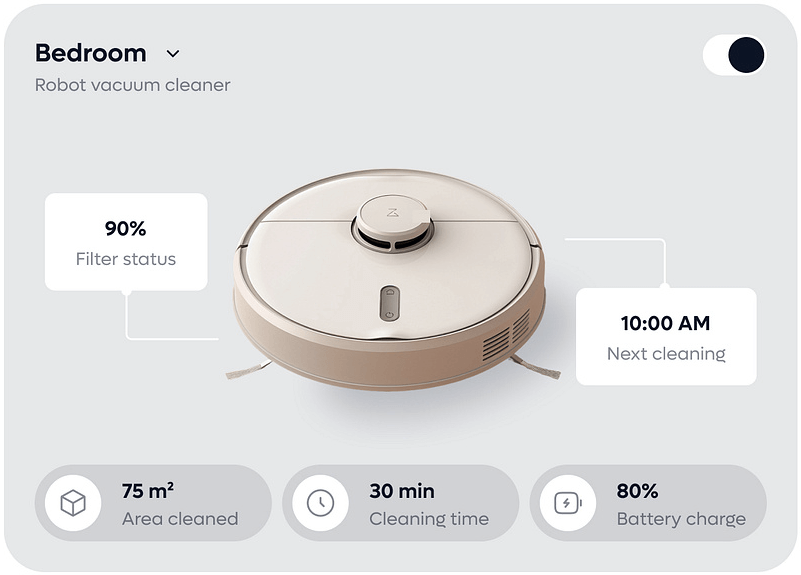 Bedroom
Robot vacuum cleaner
90%
Filter status
10:00 AM
Next cleaning
75 m²
Area cleaned
30 min
Cleaning time
80%
Battery charge